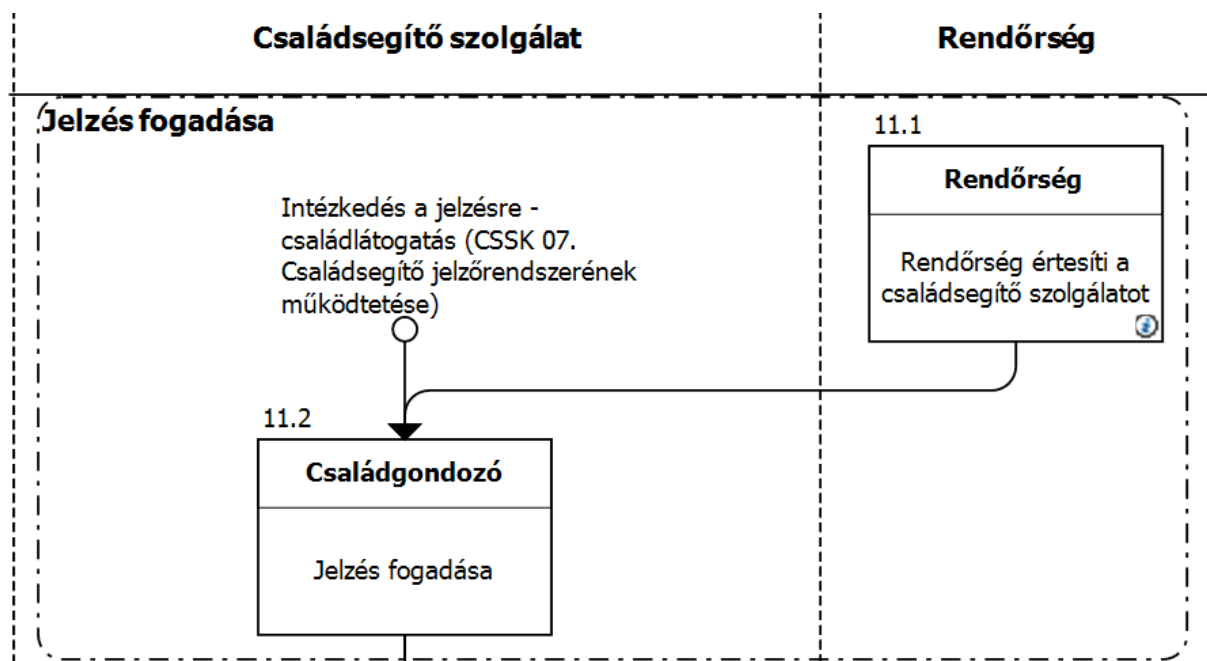 Családsegítő szolgálat
Rendőrség
Jelzés fogadása
11.1
Rendőrség
Rendőrség értesíti a
családsegítő szolgálatot
Intézkedés a jelzésre -
családlátogatás (CSSK 07.
Családsegítő jelzőrendszerének
működtetése)
11.2
Családgondozó
Jelzés fogadása